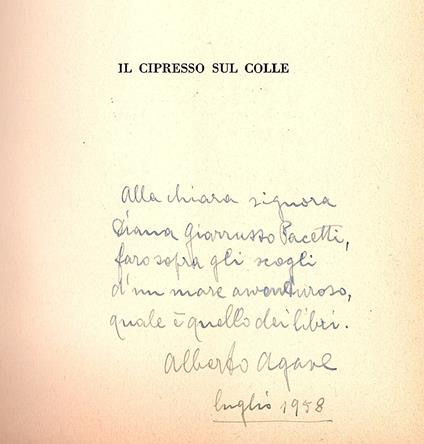 IL CIPRESSO SUL COLLE
Alla chiara signora
Diana Giarrusso Pacetti,
faro sopra gli scogli
d'un mare avventuroso,
quale è quello dei libri.
Alberto Agave
luglio 1958